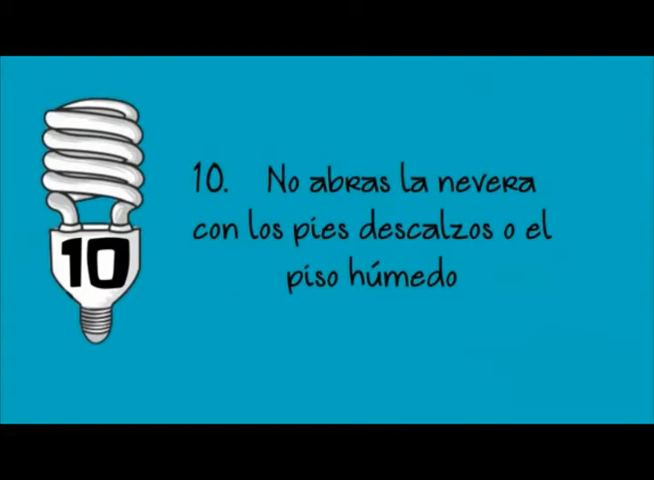 10
10. No abras la nevera
con los pies descalzos o el
piso húmedo